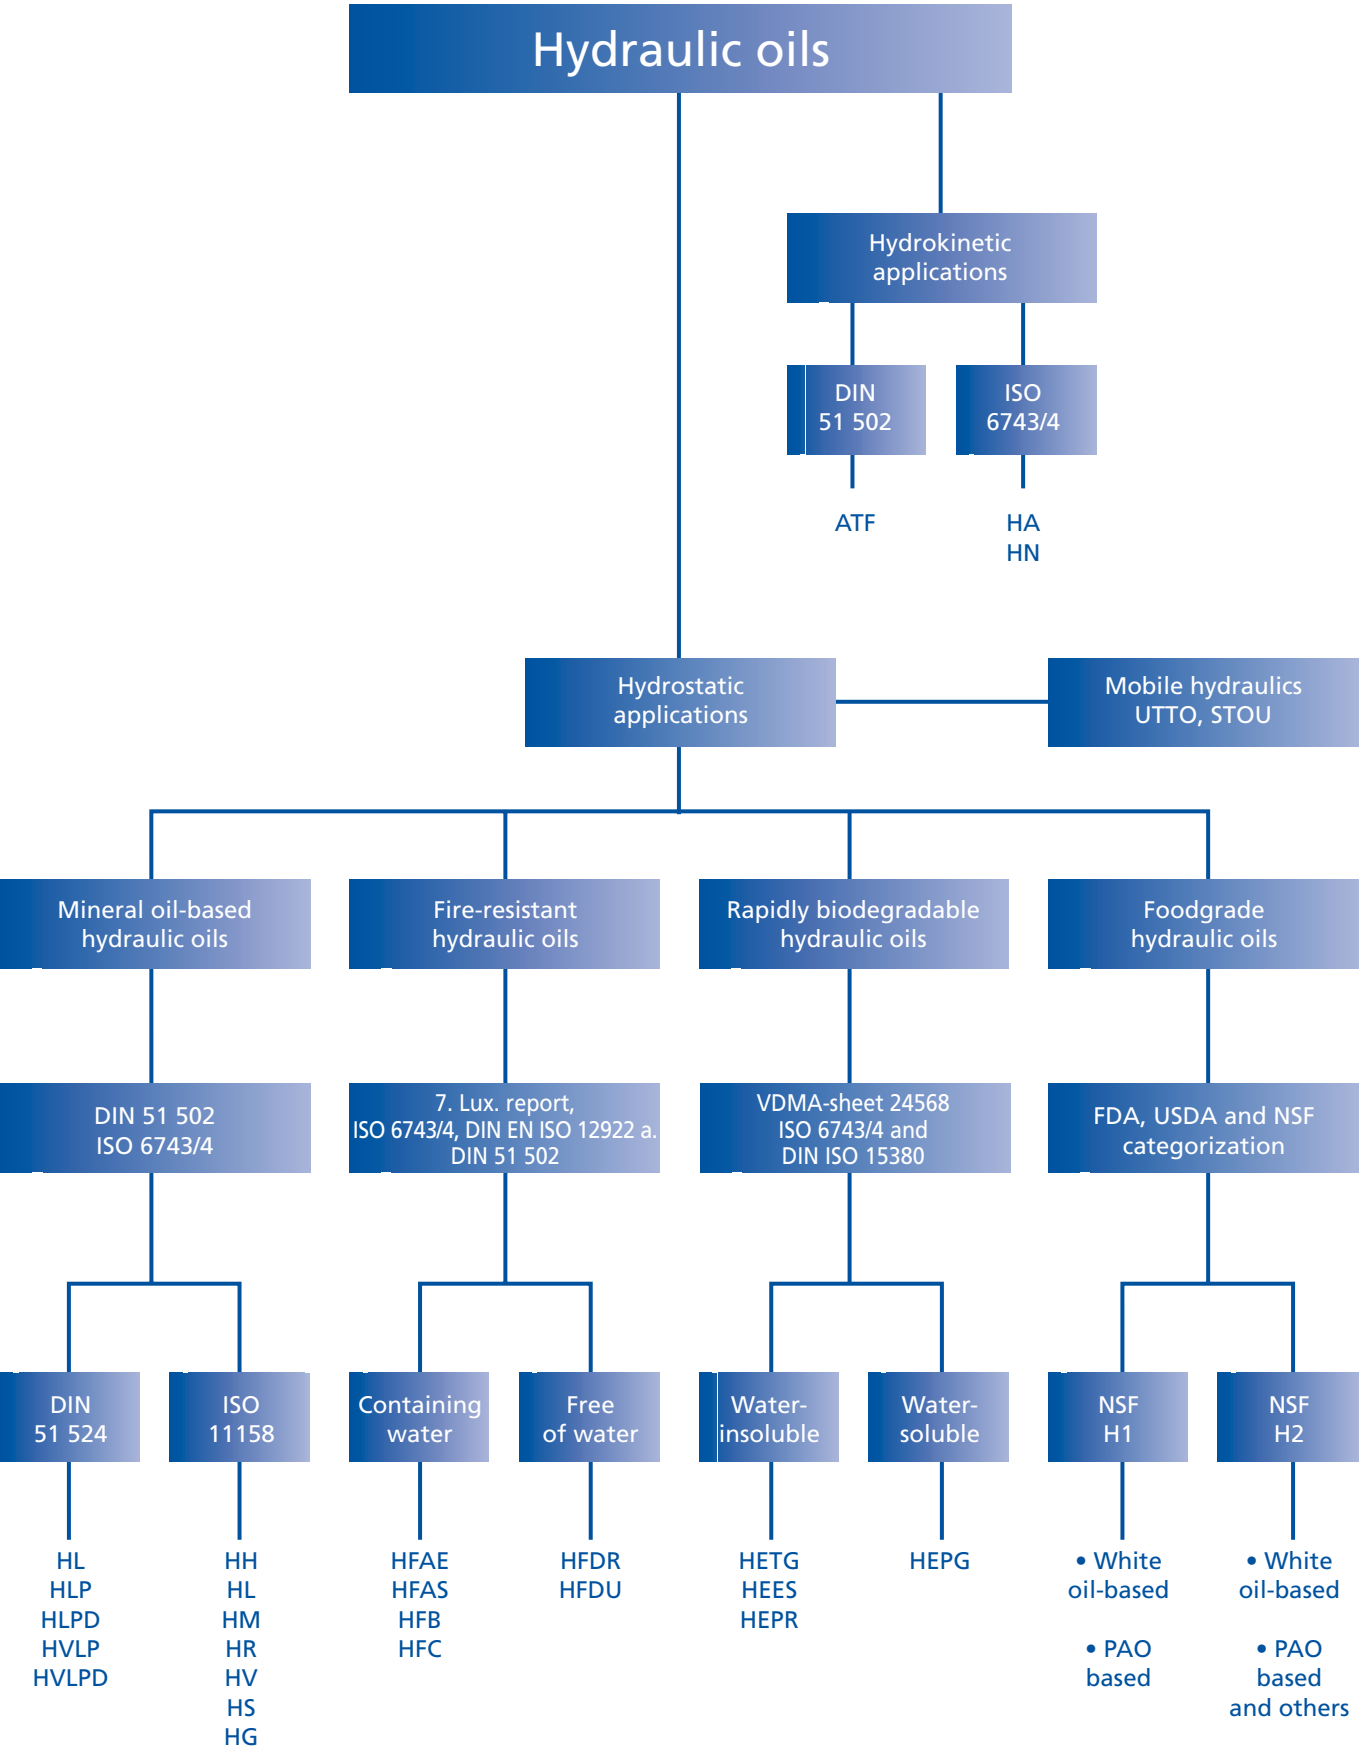 Hydraulic oils
Hydrokinetic
applications
DIN
51 502
ISO
6743/4
ATF
HA
HN
Hydrostatic
applications
Mobile hydraulics
UTTO, STOU
Mineral oil-based
hydraulic oils
Fire-resistant
hydraulic oils
Rapidly biodegradable
hydraulic oils
Foodgrade
hydraulic oils
DIN 51 502
ISO 6743/4
7. Lux. report,
ISO 6743/4, DIN EN ISO 12922 a.
DIN 51 502
VDMA-sheet 24568
ISO 6743/4 and
DIN ISO 15380
FDA, USDA and NSF
categorization
DIN
51 524
ISO
11158
Containing
water
Free
of water
Water-
insoluble
Water-
soluble
NSF
H1
NSF
H2
HL
HLP
HLPD
HVLP
HVLPD
HH
HL
HM
HR
HV
HS
HG
HFAE
HFAS
HFB
HFC
HFDR
HFDU
HETG
HEES
HEPR
HEPG
• White
oil-based
• PAO
based
• White
oil-based
• PAO
based
and others